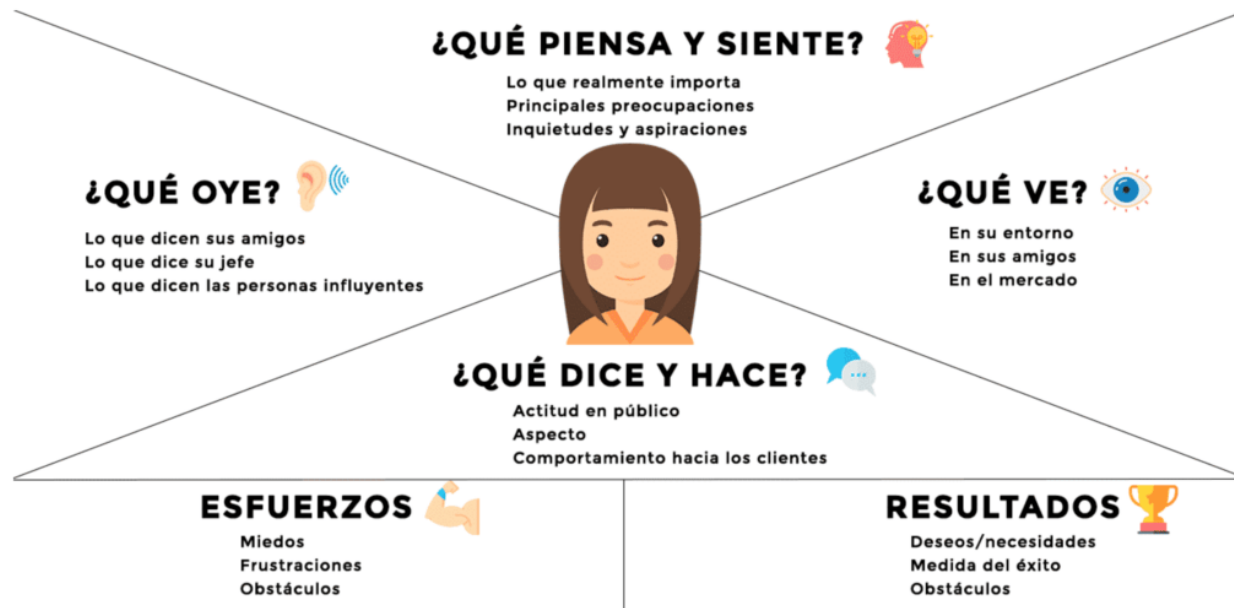 ¿QUÉ PIENSA Y SIENTE?
Lo que realmente importa
Principales preocupaciones
Inquietudes y aspiraciones
¿QUÉ OYE?
Lo que dicen sus amigos
Lo que dice su jefe
Lo que dicen las personas influyentes
¿QUÉ VE?
En su entorno
En sus amigos
En el mercado
¿QUÉ DICE Y HACE?
Actitud en público
Aspecto
Comportamiento hacia los clientes
ESFUERZOS
Miedos
Frustraciones
Obstáculos
RESULTADOS
Deseos/necesidades
Medida del éxito
Obstáculos